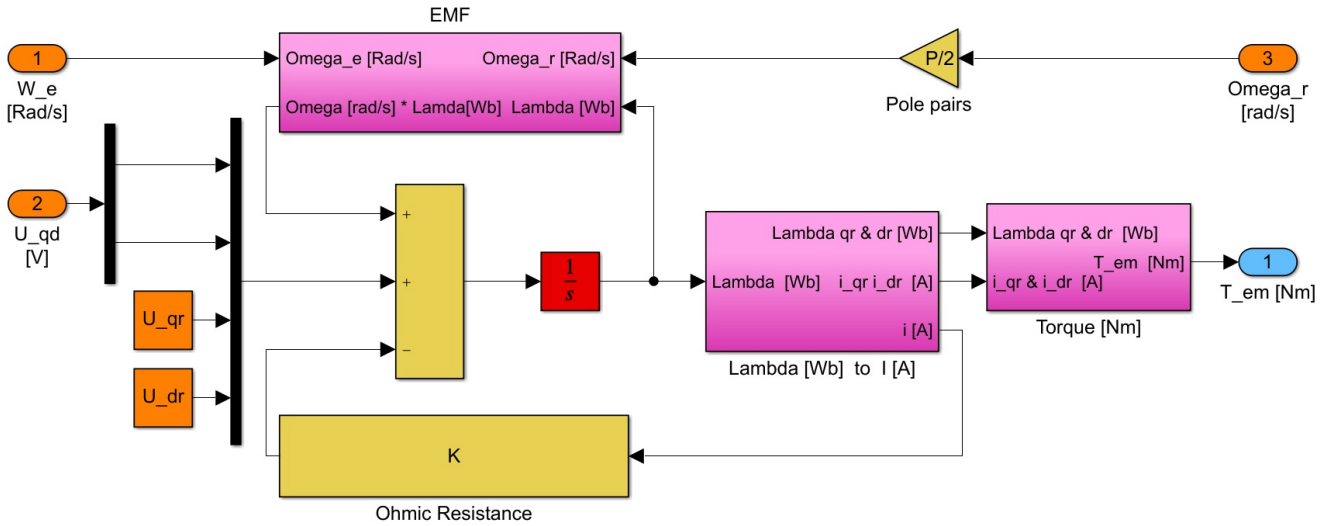 EMF
1
W_e
[Rad/s]
Omega_e [Rad/s]
Omega_r [Rad/s]
Omega [rad/s] * Lamda[Wb]
Lambda [Wb]
P/2
Pole pairs
3
Omega_r
[rad/s]
2
U_qd
[V]
U_qr
U_dr
+
+
−
1
s
Lambda [Wb]
Lambda qr & dr [Wb]
i_qr i_dr [A]
i [A]
Lambda [Wb] to I [A]
Lambda qr & dr [Wb]
T_em [Nm]
i_qr & i_dr [A]
Torque [Nm]
1
T_em [Nm]
K
Ohmic Resistance